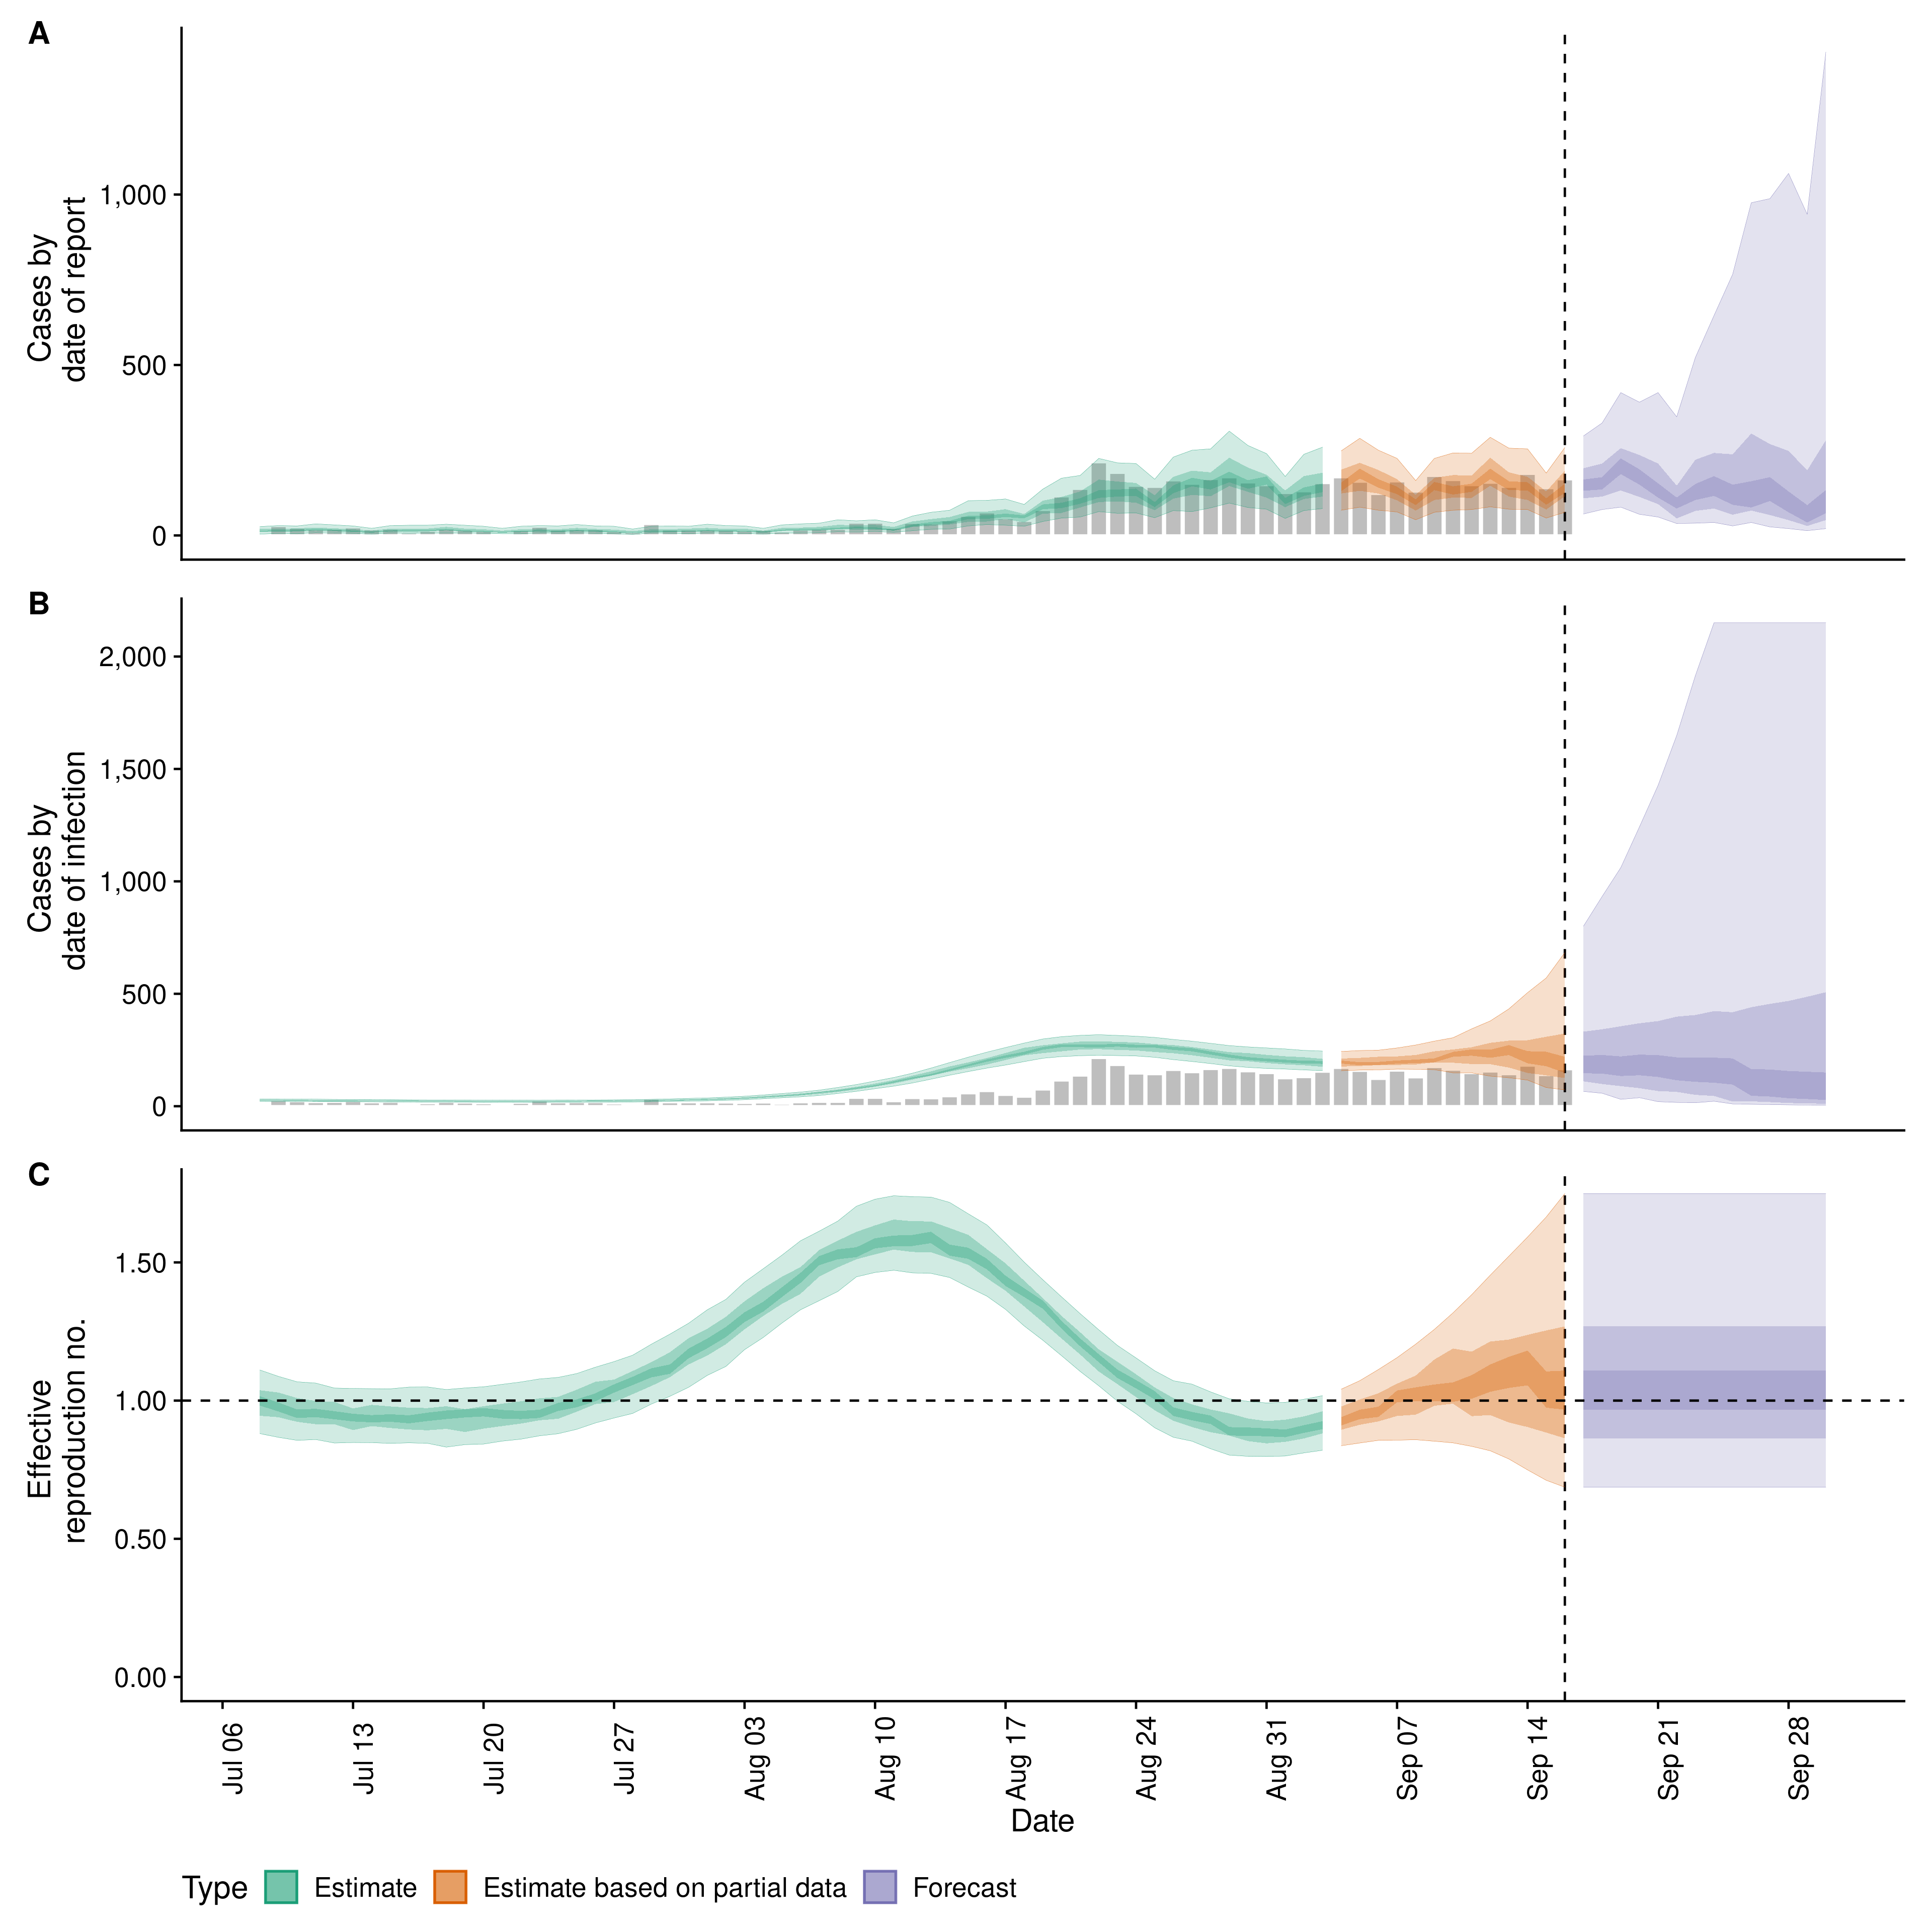 A
Cases by
date of report
1,000
500
0
B
Cases by
date of infection
2,000
1,500
1,000
500
0
C
Effective
reproduction no.
1.50
1.00
0.50
0.00
Jul 06
Jul 13
Jul 20
Jul 27
Aug 03
Aug 10
Aug 17
Aug 24
Aug 31
Sep 07
Sep 14
Sep 21
Sep 28
Date
Type Estimate Estimate based on partial data Forecast